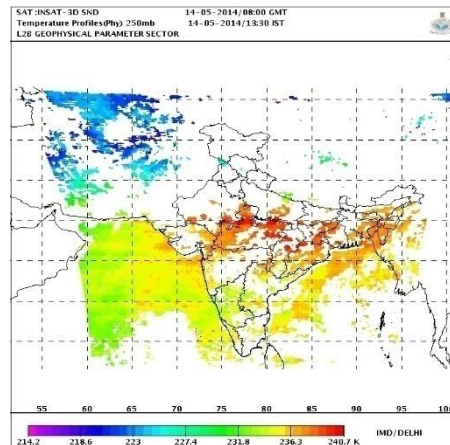 SAT :INSAT-3D SND 14-05-2014/08:00 GMT
Temperature Profiles(Phy) 250mb 14-05-2014/13:30 IST
L2B GEOPHYSICAL PARAMETER SECTOR
55 60 65 70 75 80 85 90 95 100
214.2 218.6 223 227.4 231.8 236.3 240.7 K IMD/DELHI